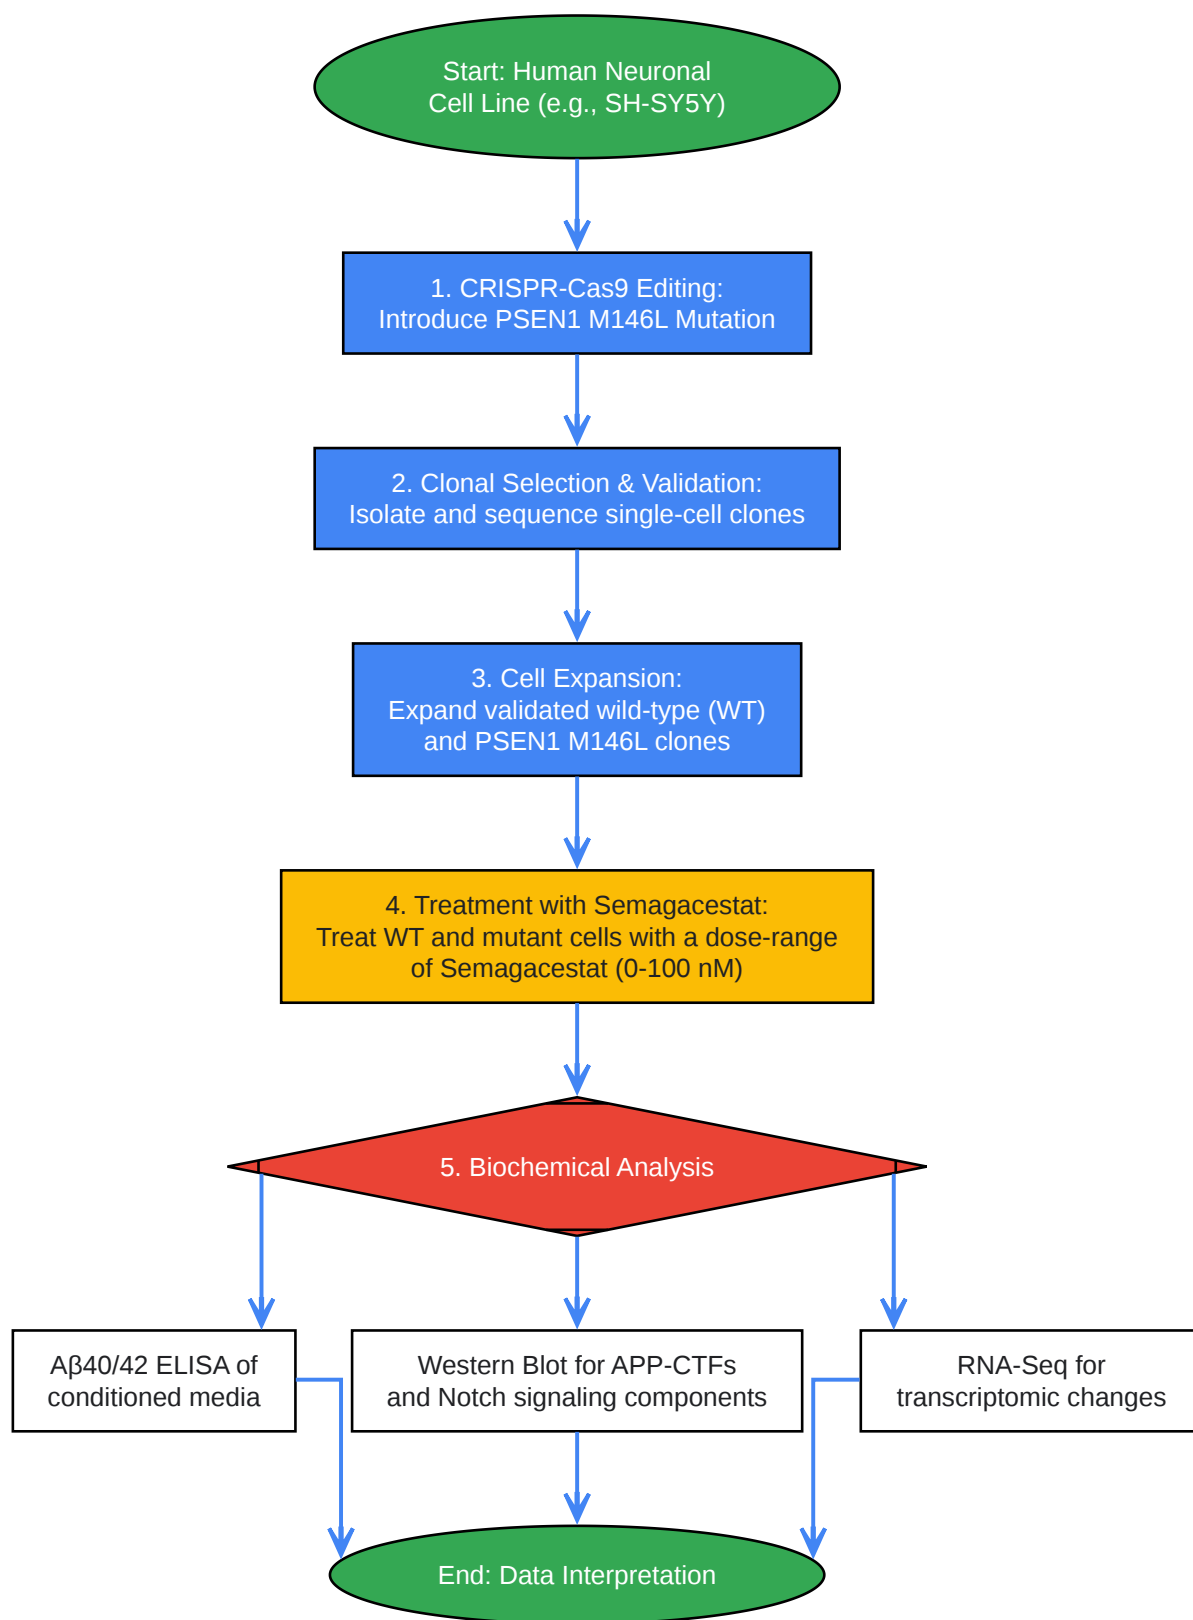 Start: Human Neuronal
Cell Line (e.g., SH-SY5Y)
1. CRISPR-Cas9 Editing:
Introduce PSEN1 M146L Mutation
2. Clonal Selection & Validation:
Isolate and sequence single-cell clones
3. Cell Expansion:
Expand validated wild-type (WT)
and PSEN1 M146L clones
4. Treatment with Semagacestat:
Treat WT and mutant cells with a dose-range
of Semagacestat (0-100 nM)
5. Biochemical Analysis
Aβ40/42 ELISA of
conditioned media
Western Blot for APP-CTFs
and Notch signaling components
RNA-Seq for
transcriptomic changes
End: Data Interpretation